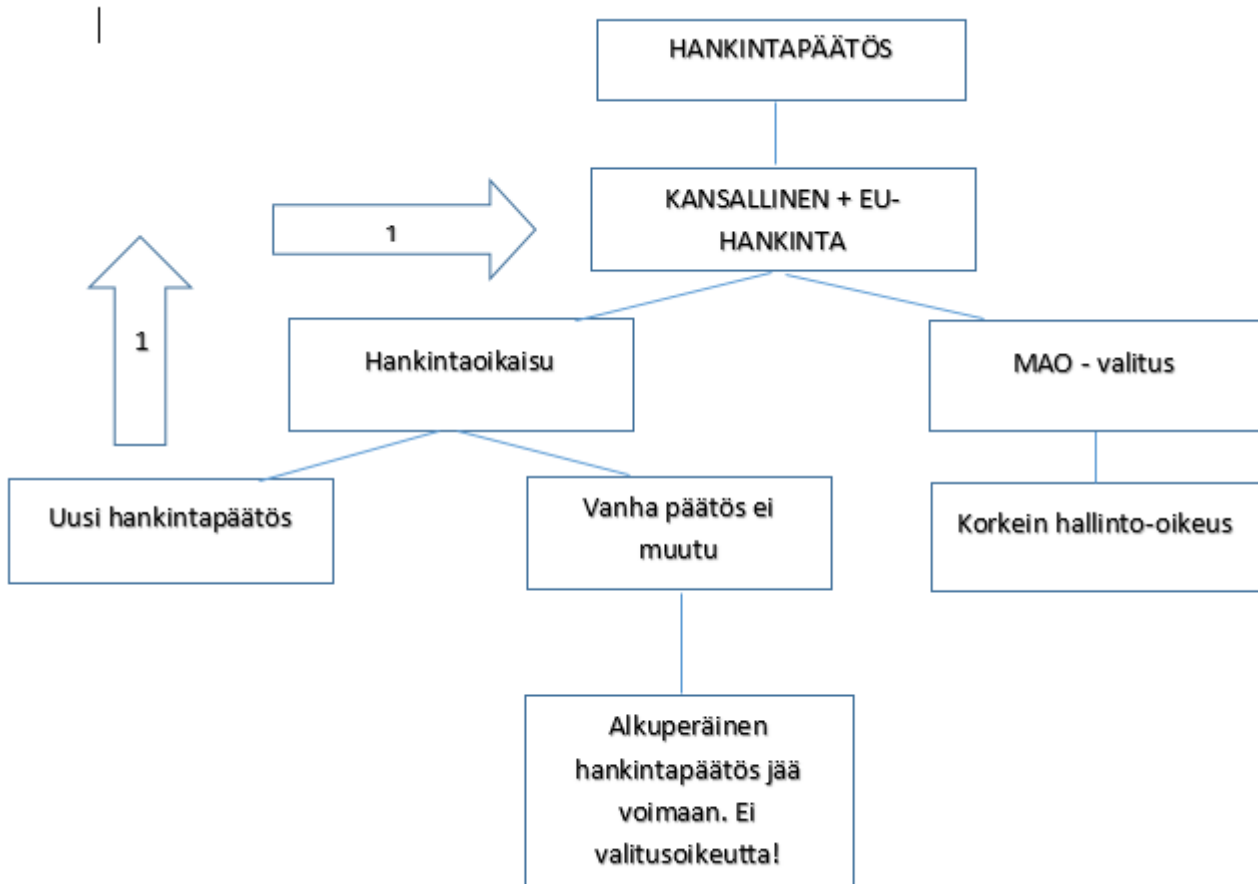 HANKINTAPÄÄTÖS
KANSALLINEN + EU-
HANKINTA
1
1
Hankintaoikaisu
MAO - valitus
Uusi hankintapäätös
Vanha päätös ei
muutu
Korkein hallinto-oikeus
Alkuperäinen
hankintapäätös jää
voimaan. Ei
valitusoikeutta!